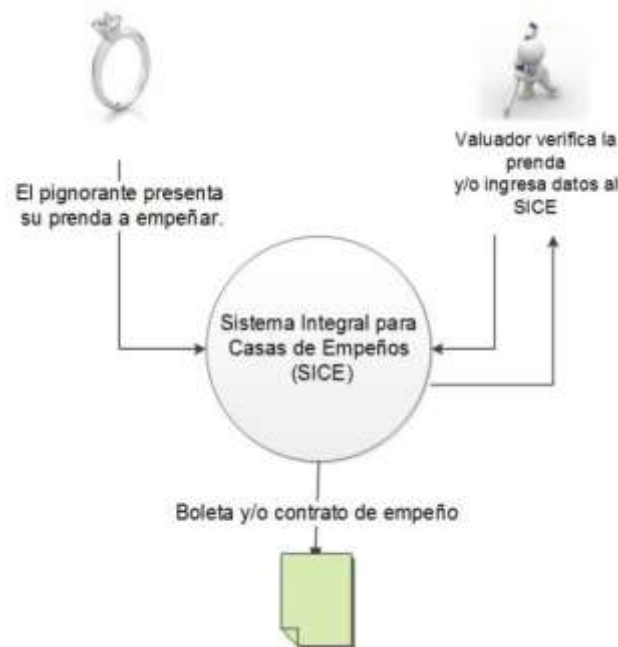 El pignorante presenta
su prenda a empeñar.
Valuador verifica la
prenda
y/o ingresa datos al
SICE
Sistema Integral para
Casas de Empeños
(SICE)
Boleta y/o contrato de empeño